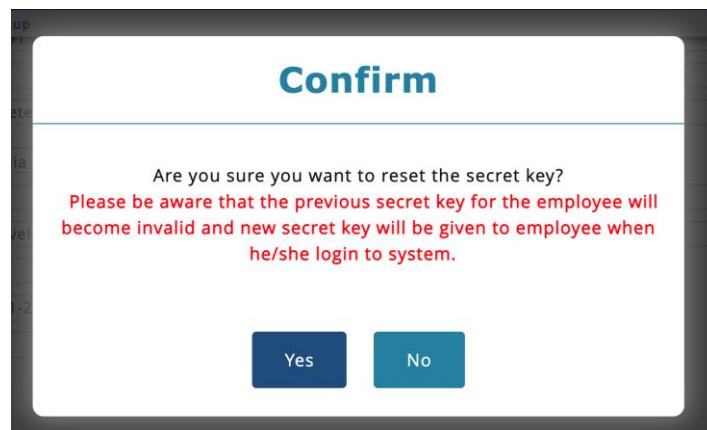 up
Confirm
Are you sure you want to reset the secret key?
Please be aware that the previous secret key for the employee will
become invalid and new secret key will be given to employee when
he/she login to system.
Yes
No